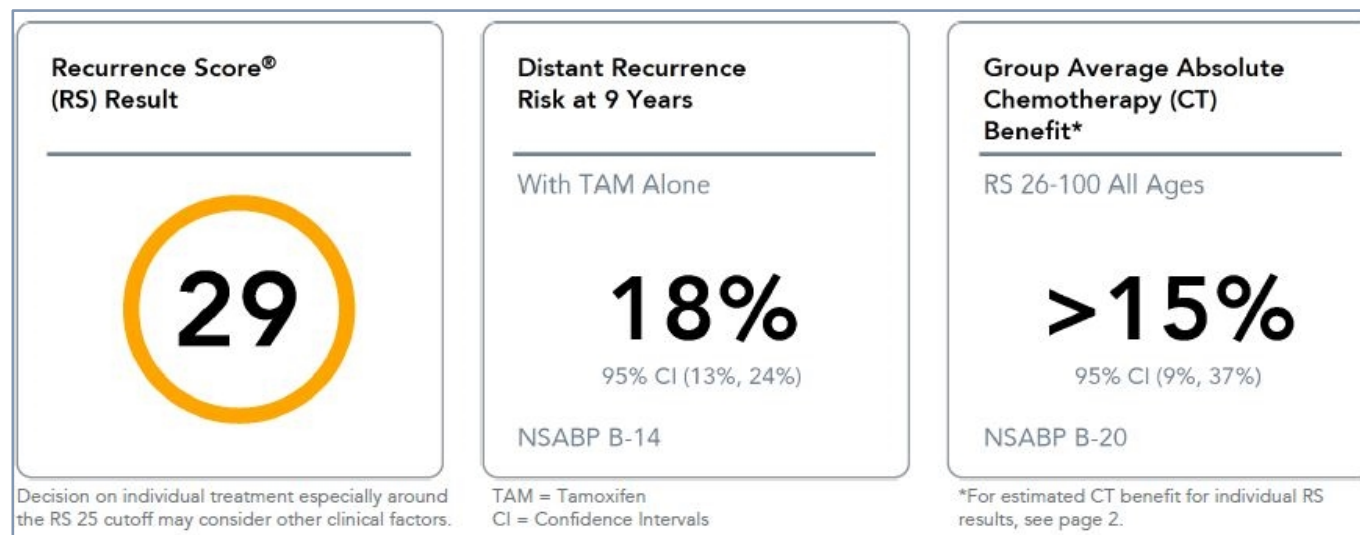 Recurrence Score®
(RS) Result
29
Decision on individual treatment especially around
the RS 25 cutoff may consider other clinical factors.
Distant Recurrence
Risk at 9 Years
With TAM Alone
18%
95% CI (13%, 24%)
NSABP B-14
TAM = Tamoxifen
CI = Confidence Intervals
Group Average Absolute
Chemotherapy (CT)
Benefit*
RS 26-100 All Ages
>15%
95% CI (9%, 37%)
NSABP B-20
*For estimated CT benefit for individual RS
results, see page 2.